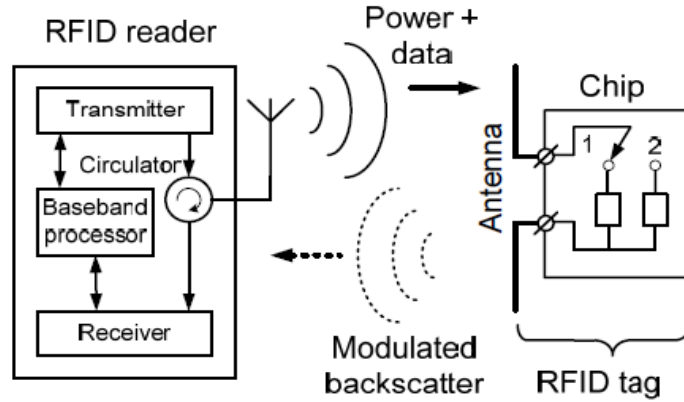 RFID reader
Transmitter
Circulator
Baseband
processor
Receiver
Power +
data
Modulated
backscatter
Antenna
Chip
1
2
RFID tag